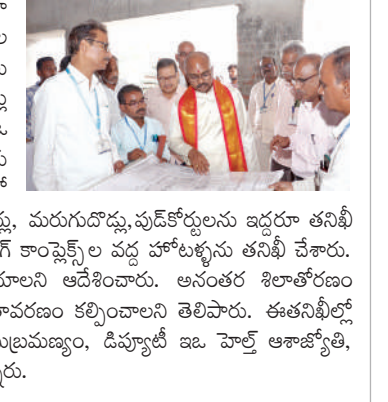 ల
ు
ల్లు
ఒ
ు
లో
ర్లు, మరుగుదొడ్లు,ఫుడ్‌కోర్టులను ఇద్దరూ తనిఖీ
గ్ కాంప్లెక్స్‌ల వద్ద హోటళ్ళను తనిఖీ చేశారు.
యాలని ఆదేశించారు. అనంతర శిలాతోరణం
ావరణం కల్పించాలని తెలిపారు. ఈతనిఖీల్లో
బ్రమణ్యం, డిప్యూటీ ఇఒ హెల్త్ ఆశాజ్యోతి,
్నారు.